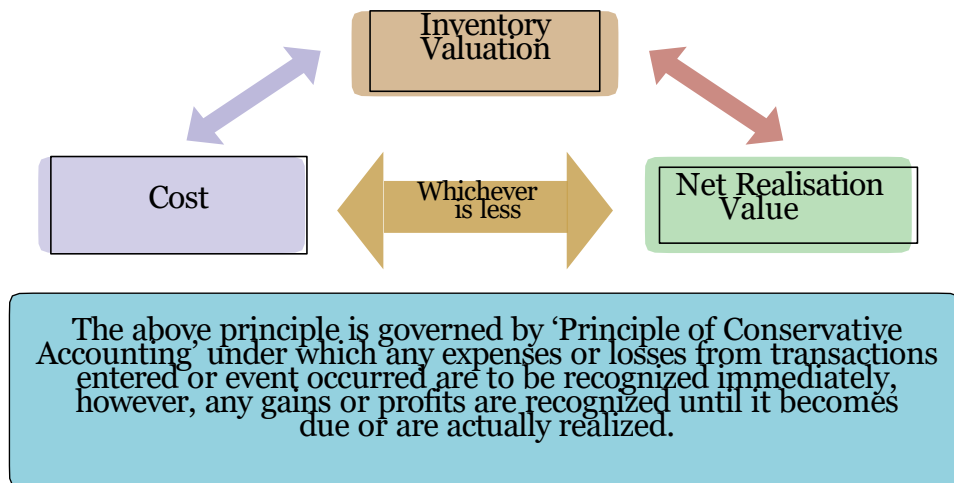 Inventory
Valuation
Cost
Whichever
is less
Net Realisation
Value
The above principle is governed by ‘Principle of Conservative
Accounting’ under which any expenses or losses from transactions
entered or event occurred are to be recognized immediately,
however, any gains or profits are recognized until it becomes
due or are actually realized.